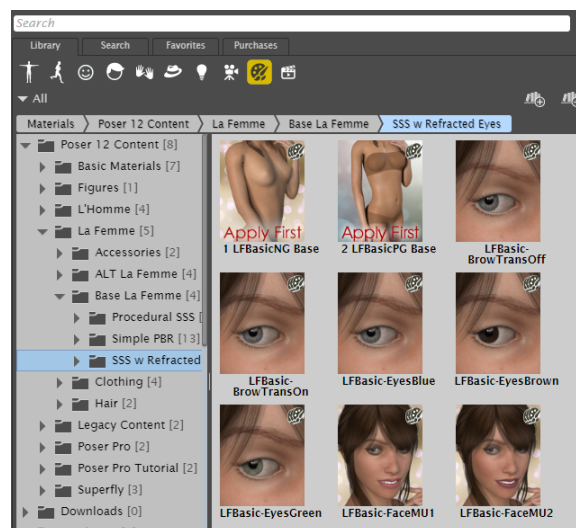 Search
Library Search Favorites Purchases
All
Materials Poser 12 Content La Femme Base La Femme SSS w Refracted Eyes
Poser 12 Content [8]
Basic Materials [7]
Figures [1]
L'Homme [4]
La Femme [5]
Accessories [2]
ALT La Femme [4]
Base La Femme [4]
Procedural SSS [
Simple PBR [13]
SSS w Refracted
Clothing [4]
Hair [2]
Legacy Content [2]
Poser Pro [2]
Poser Pro Tutorial [2]
Superfly [3]
Downloads [0]
Apply First
1 LFBasicNG Base
Apply First
2 LFBasicPG Base
LFBasic-
BrowTransOff
LFBasic-
BrowTransOn
LFBasic-EyesBlue
LFBasic-EyesBrown
LFBasic-EyesGreen
LFBasic-FaceMU1
LFBasic-FaceMU2